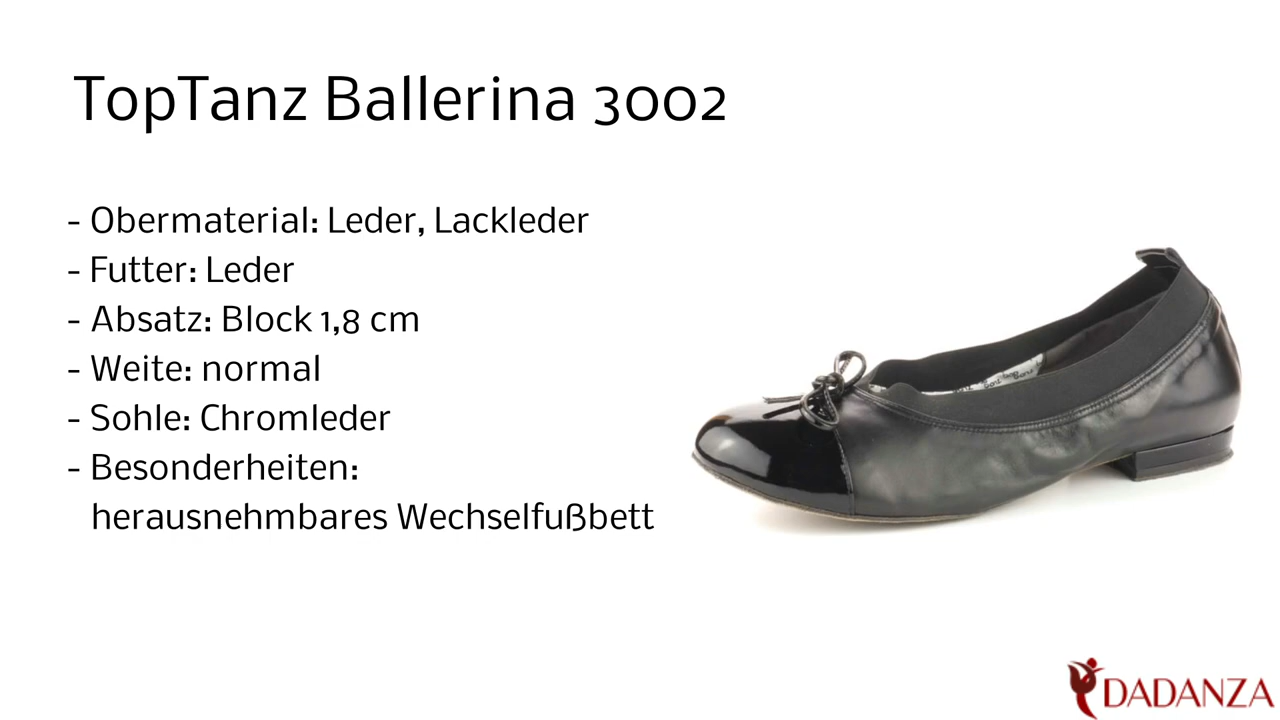 TopTanz Ballerina 3002
- Obermaterial: Leder, Lackleder
- Futter: Leder
- Absatz: Block 1,8 cm
- Weite: normal
- Sohle: Chromleder
- Besonderheiten:
herausnehmbares Wechselfußbett
DADANZA